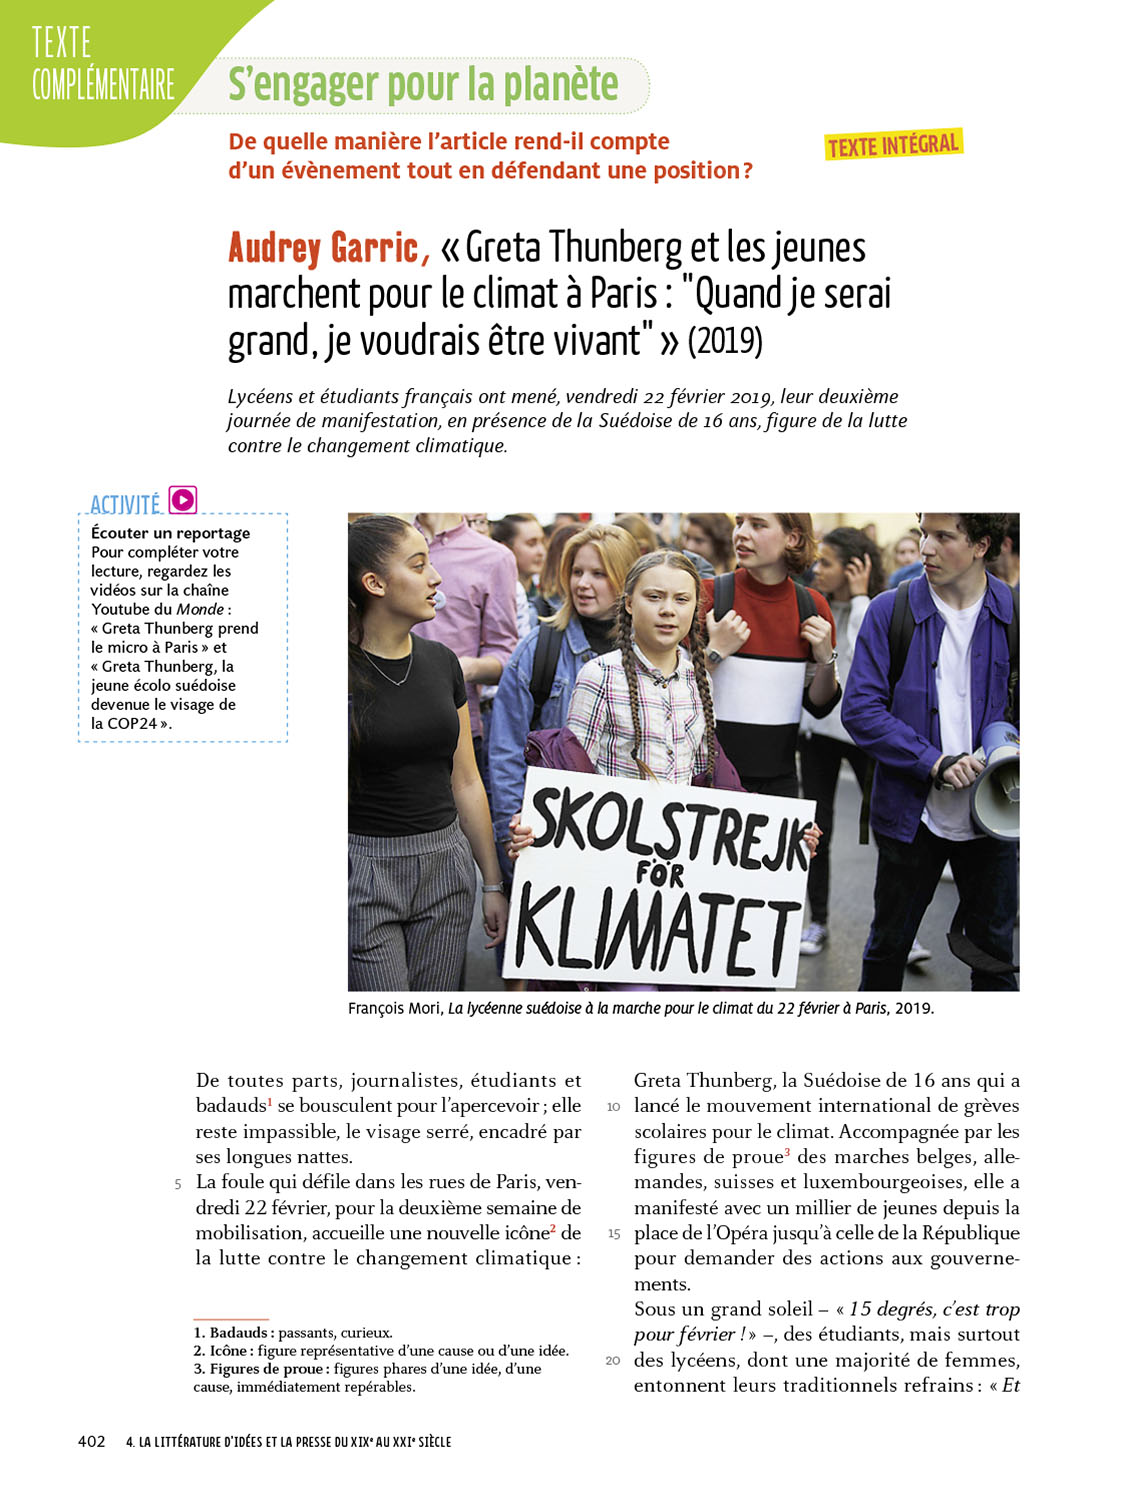 TEXTE
COMPLÉMENTAIRE
S'engager pour la planète
De quelle manière l'article rend-il compte
d'un évènement tout en défendant une position ?
TEXTE INTÉGRAL
Audrey Garric, « Greta Thunberg et les jeunes
marchent pour le climat à Paris : "Quand je serai
grand, je voudrais être vivant" » (2019)
Lycéens et étudiants français ont mené, vendredi 22 février 2019, leur deuxième
journée de manifestation, en présence de la Suédoise de 16 ans, figure de la lutte
contre le changement climatique.
ACTIVITÉ
Écouter un reportage
Pour compléter votre
lecture, regardez les
vidéos sur la chaîne
Youtube du Monde :
« Greta Thunberg prend
le micro à Paris » et
« Greta Thunberg, la
jeune écolo suédoise
devenue le visage de
la COP24 ».
SKOLSTREJK
FÖR
KLIMATET
François Mori, La lycéenne suédoise à la marche pour le climat du 22 février à Paris, 2019.
De toutes parts, journalistes, étudiants et
badauds1 se bousculent pour l'apercevoir ; elle
reste impassible, le visage serré, encadré par
ses longues nattes.
5 La foule qui défile dans les rues de Paris, ven-
dredi 22 février, pour la deuxième semaine de
mobilisation, accueille une nouvelle icône2 de
la lutte contre le changement climatique :
Greta Thunberg, la Suédoise de 16 ans qui a
10 lancé le mouvement international de grèves
scolaires pour le climat. Accompagnée par les
figures de proue3 des marches belges, alle-
mandes, suisses et luxembourgeoises, elle a
manifesté avec un millier de jeunes depuis la
15 place de l'Opéra jusqu'à celle de la République
pour demander des actions aux gouverne-
ments.
Sous un grand soleil – « 15 degrés, c'est trop
pour février ! » –, des étudiants, mais surtout
20 des lycéens, dont une majorité de femmes,
entonnent leurs traditionnels refrains : « Et
1. Badauds : passants, curieux.
2. Icône : figure représentative d'une cause ou d'une idée.
3. Figures de proue : figures phares d'une idée, d'une
cause, immédiatement repérables.
402 4. LA LITTÉRATURE D'IDÉES ET LA PRESSE DU XIXe AU XXIe SIÈCLE